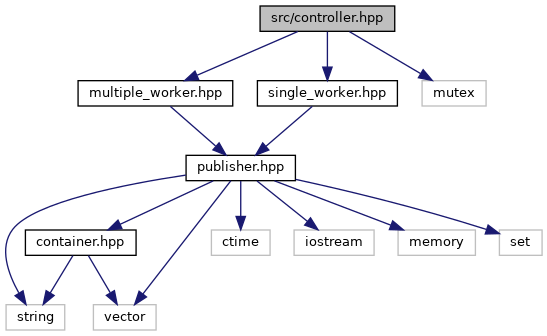 src/controller.hpp
multiple_worker.hpp
single_worker.hpp
mutex
publisher.hpp
container.hpp
ctime
iostream
memory
set
string
vector